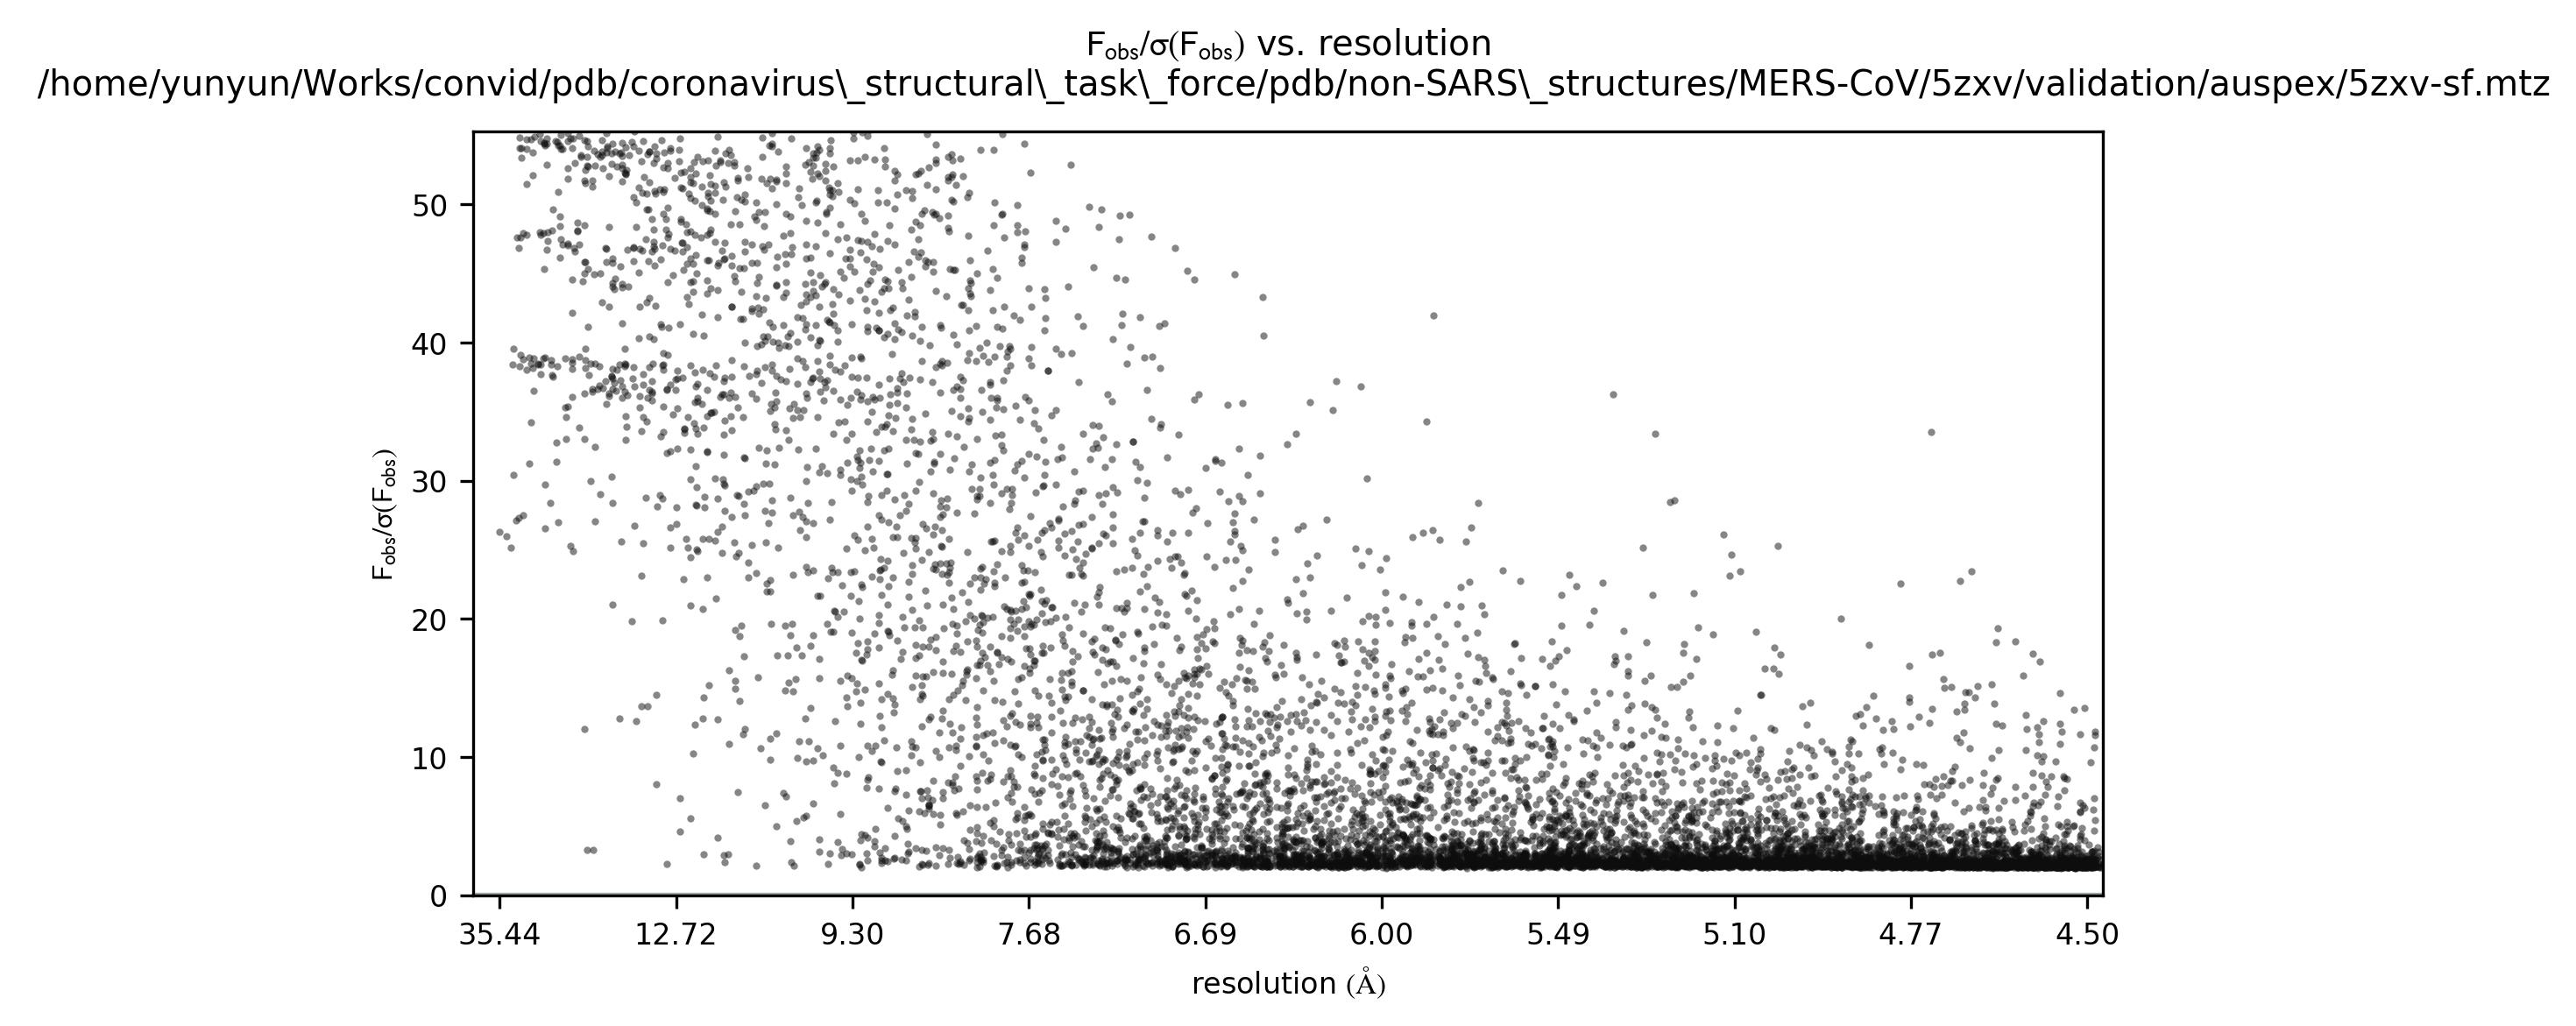 Fobs/σ(Fobs) vs. resolution
/home/yunyun/Works/convid/pdb/coronavirus\_structural\_task\_force/pdb/non-SARS\_structures/MERS-CoV/5zxv/validation/auspex/5zxv-sf.mtz
Fobs/σ(Fobs)
50
40
30
20
10
0
35.44 12.72 9.30 7.68 6.69 6.00 5.49 5.10 4.77 4.50
resolution (Å)